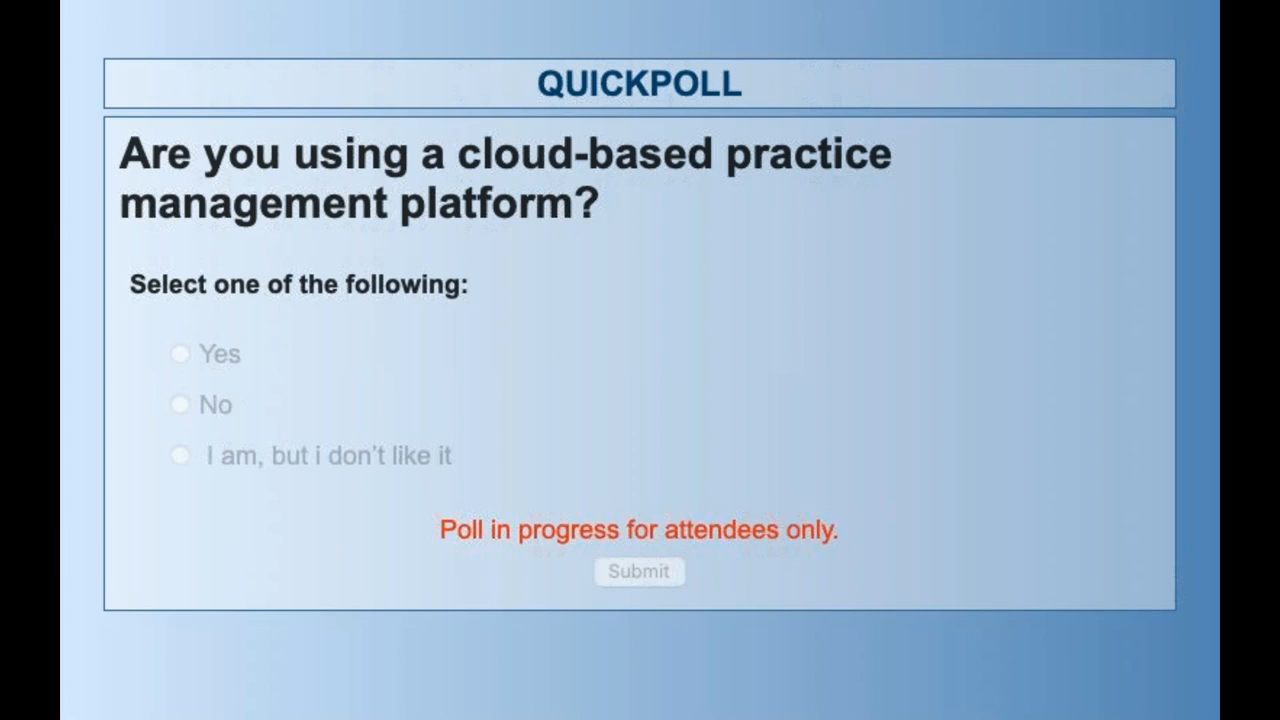 QUICKPOLL
Are you using a cloud-based practice
management platform?
Select one of the following:
Yes
No
I am, but i don't like it
Poll in progress for attendees only.
Submit